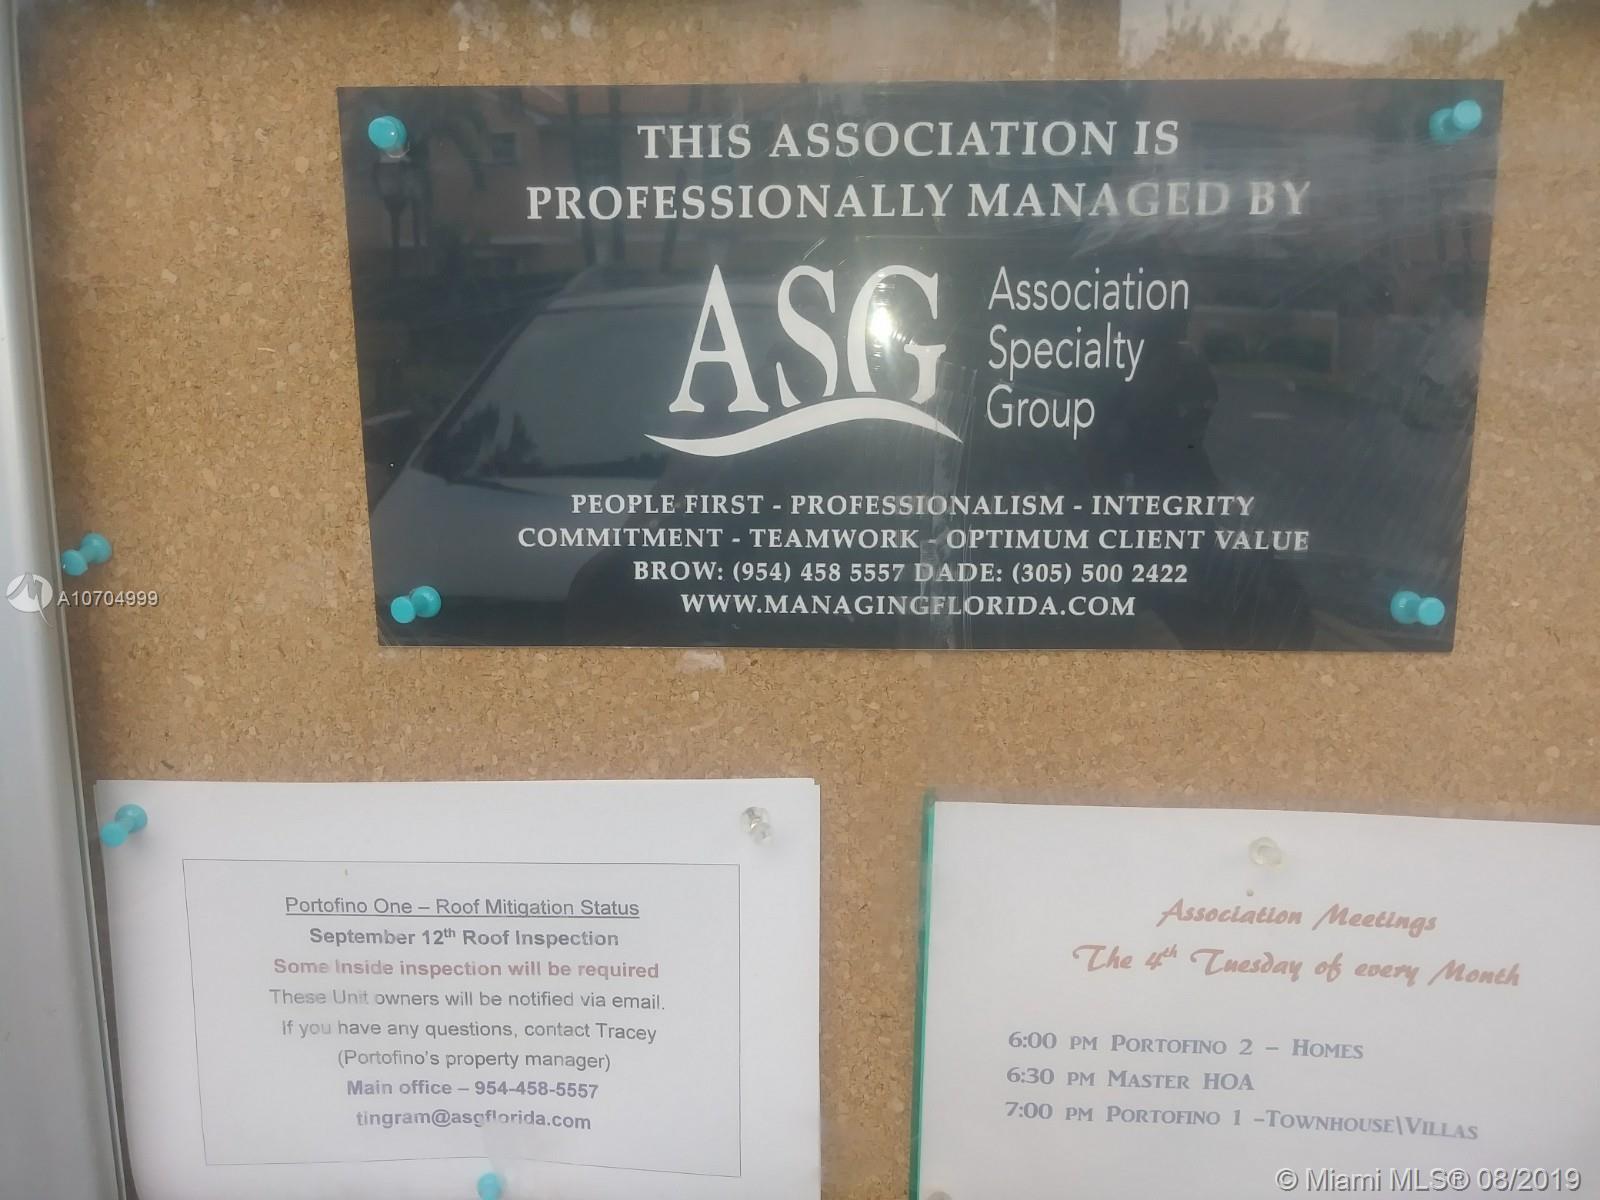 THIS ASSOCIATION IS
PROFESSIONALLY MANAGED BY
ASG
Association
Specialty
Group
PEOPLE FIRST - PROFESSIONALISM - INTEGRITY
COMMITMENT - TEAMWORK - OPTIMUM CLIENT VALUE
BROW: (954) 458 5557 DADE: (305) 500 2422
WWW.MANAGINGFLORIDA.COM
A10704999
Portofino One – Roof Mitigation Status
September 12th Roof Inspection
Some Inside inspection will be required
These Unit owners will be notified via email.
If you have any questions, contact Tracey
(Portofino's property manager)
Main office – 954-458-5557
tingram@asgflorida.com
Association Meetings
The 4th Tuesday of every Month
6:00 PM PORTOFINO 2 – HOMES
6:30 PM MASTER HOA
7:00 PM PORTOFINO 1 -TOWNHOUSE\VILLAS
© Miami MLS® 08/2019